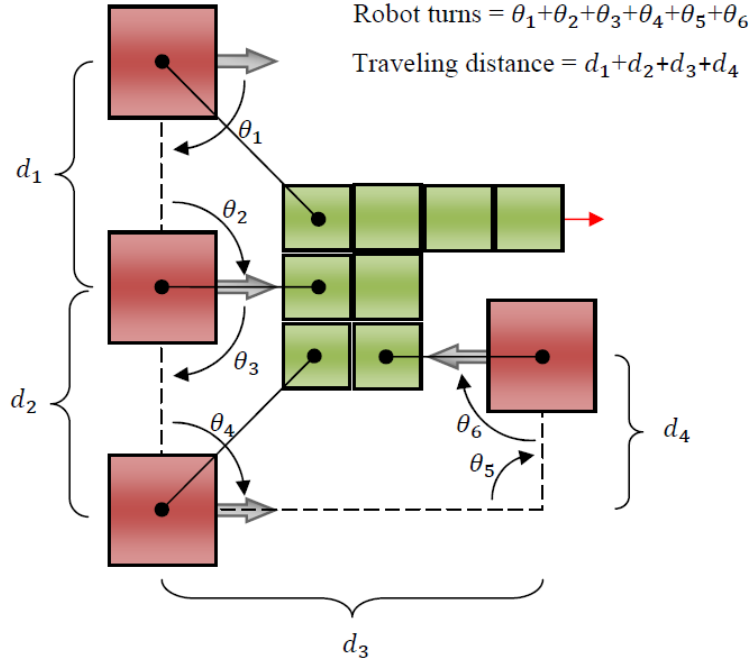 Robot turns = θ₁+θ₂+θ₃+θ₄+θ₅+θ₆
Traveling distance = d₁+d₂+d₃+d₄
θ₁
d₁
θ₂
θ₃
d₂
θ₄
θ₆
d₄
θ₅
d₃